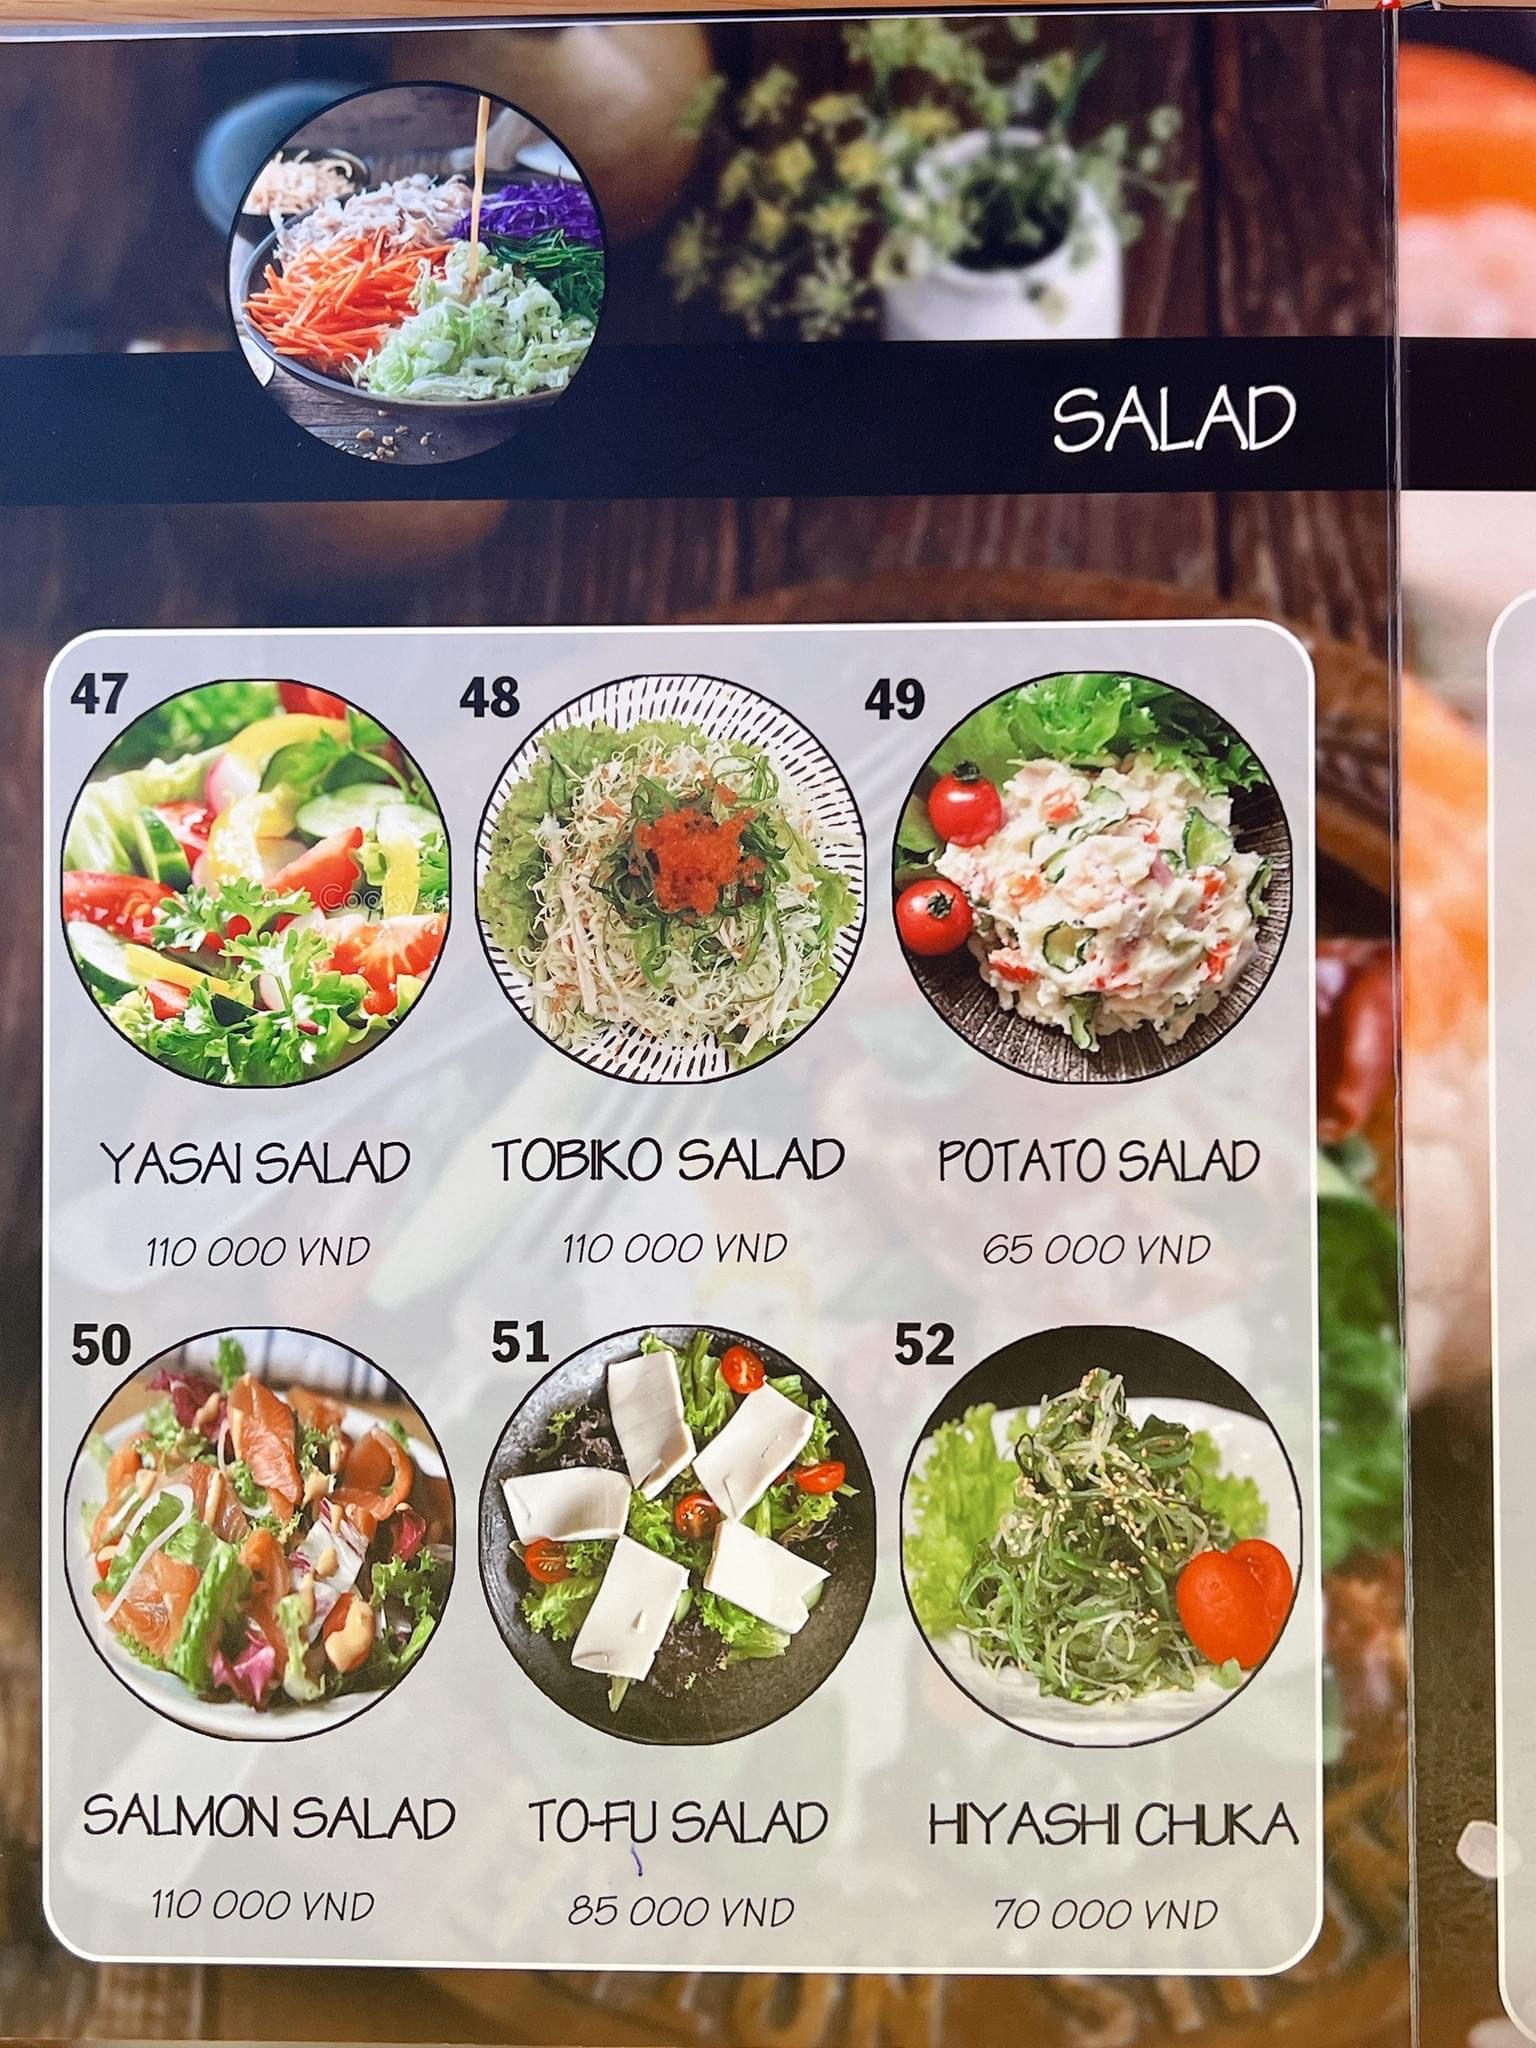 SALAD
47
48
49
YASAI SALAD
TOBIKO SALAD
POTATO SALAD
110 000 VND
110 000 VND
65 000 VND
50
51
52
SALMON SALAD
TO-FU SALAD
HIYASHI CHUKA
110 000 VND
85 000 VND
70 000 VND